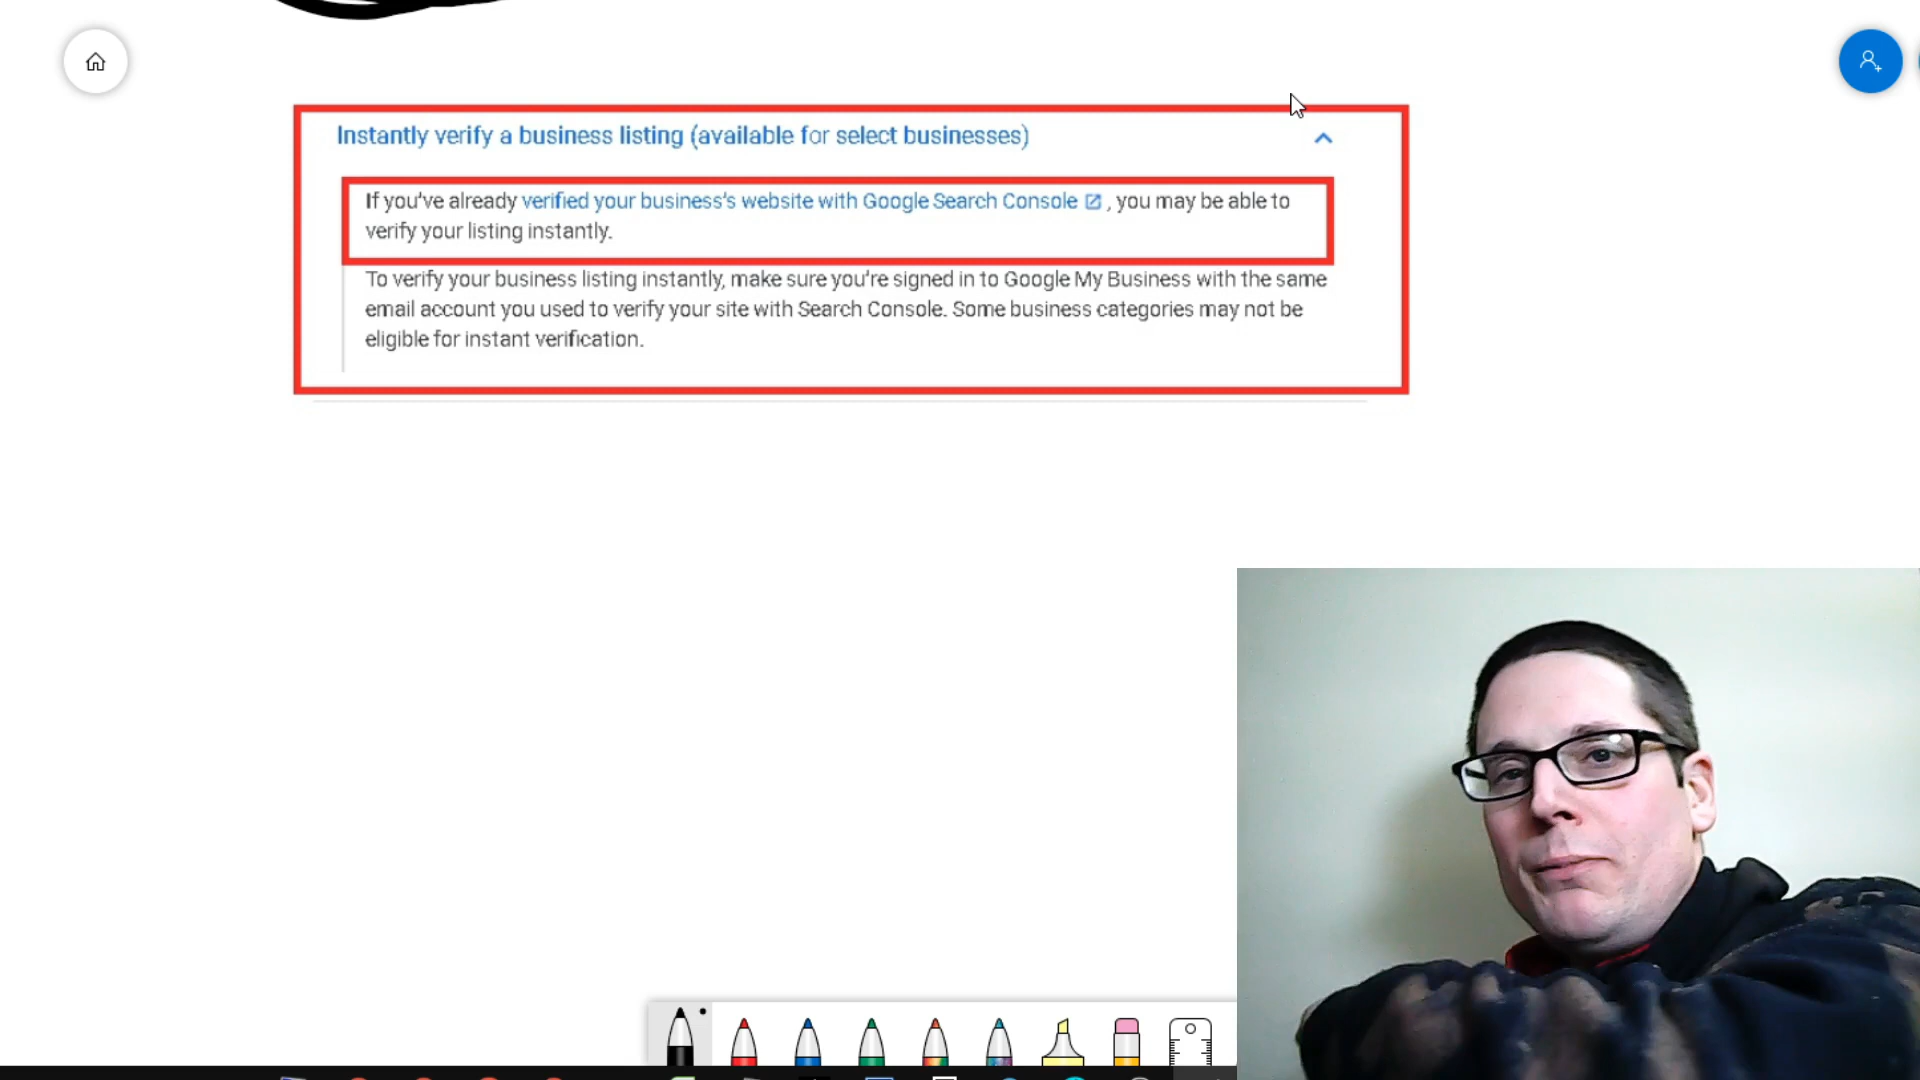 Instantly verify a business listing (available for select businesses)
If you've already verified your business's website with Google Search Console , you may be able to
verify your listing instantly.
To verify your business listing instantly, make sure you're signed in to Google My Business with the same
email account you used to verify your site with Search Console. Some business categories may not be
eligible for instant verification.